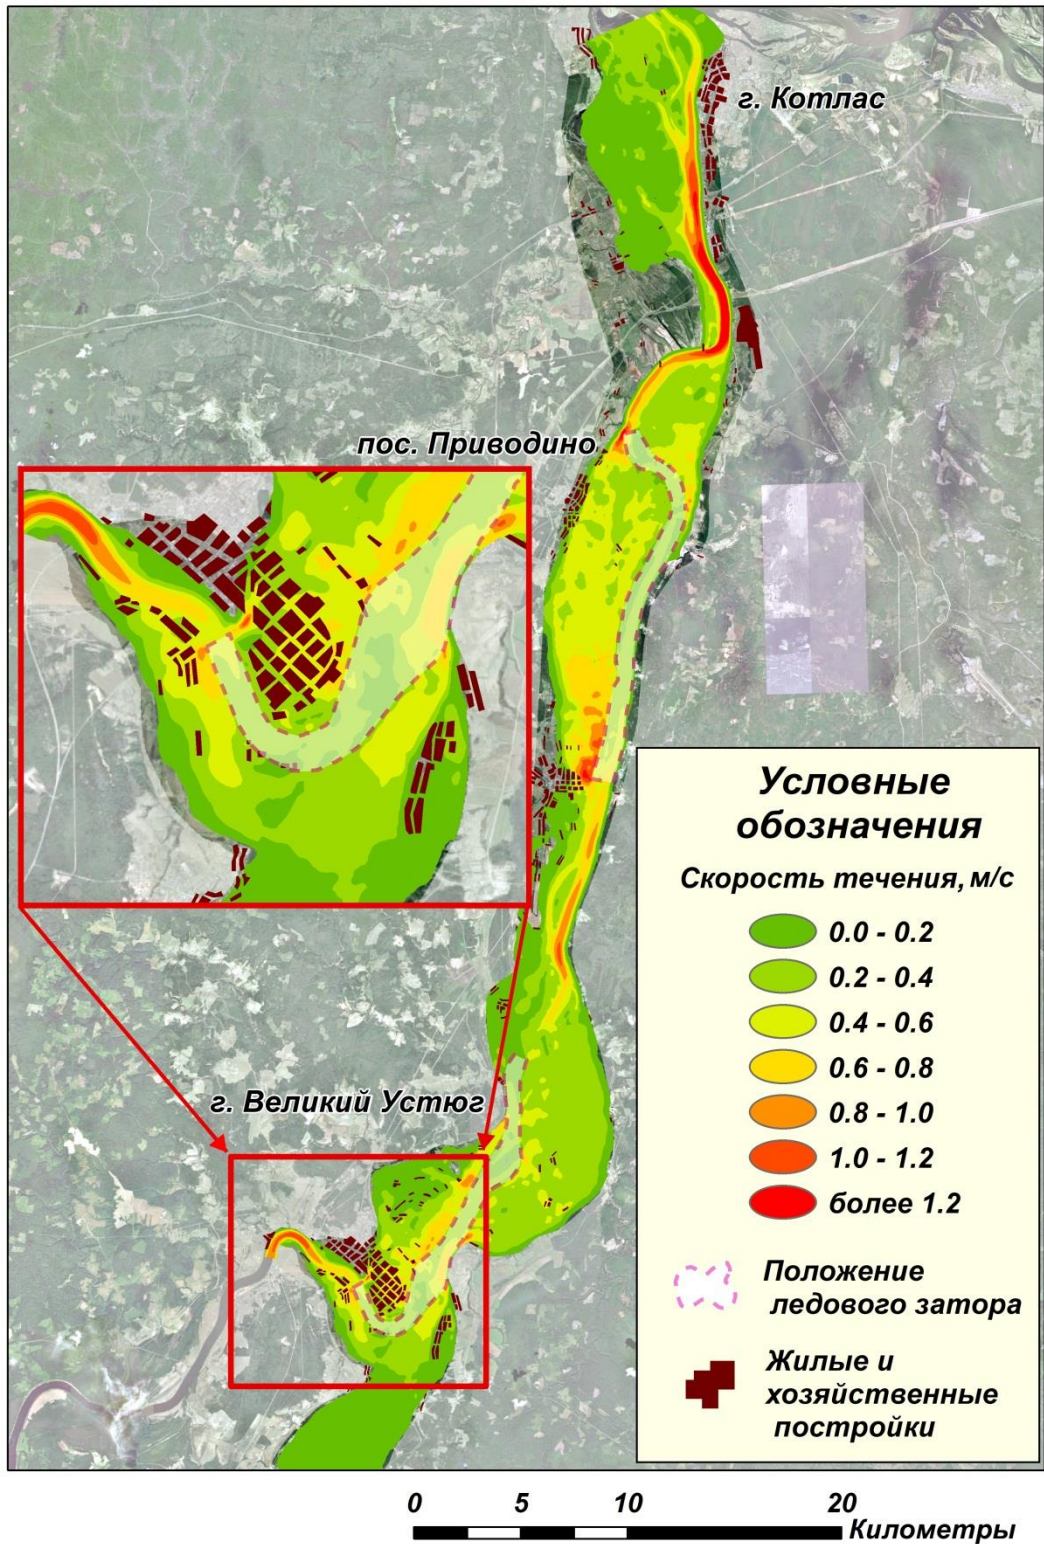 г. Котлас
пос. Приводино
г. Великий Устюг
Условные
обозначения
Скорость течения, м/с
0.0 - 0.2
0.2 - 0.4
0.4 - 0.6
0.6 - 0.8
0.8 - 1.0
1.0 - 1.2
более 1.2
Положение
ледового затора
Жилые и
хозяйственные
постройки
0 5 10 20
Километры